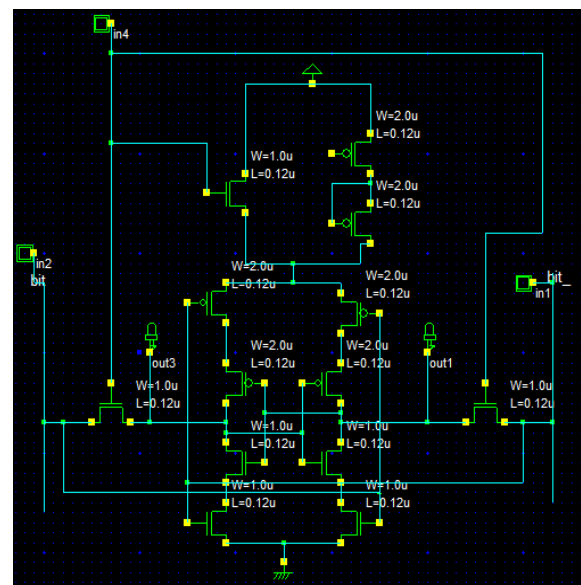 in4
W=2.0u
L=0.12u
W=1.0u
L=0.12u
W=2.0u
L=0.12u
in2
bit
W=2.0u
L=0.12u
W=2.0u
L=0.12u
bit_
in1
out3
W=2.0u
L=0.12u
W=2.0u
L=0.12u
out1
W=1.0u
L=0.12u
W=1.0u
L=0.12u
W=1.0u
L=0.12u
W=1.0u
L=0.12u
W=1.0u
L=0.12u
W=1.0u
L=0.12u